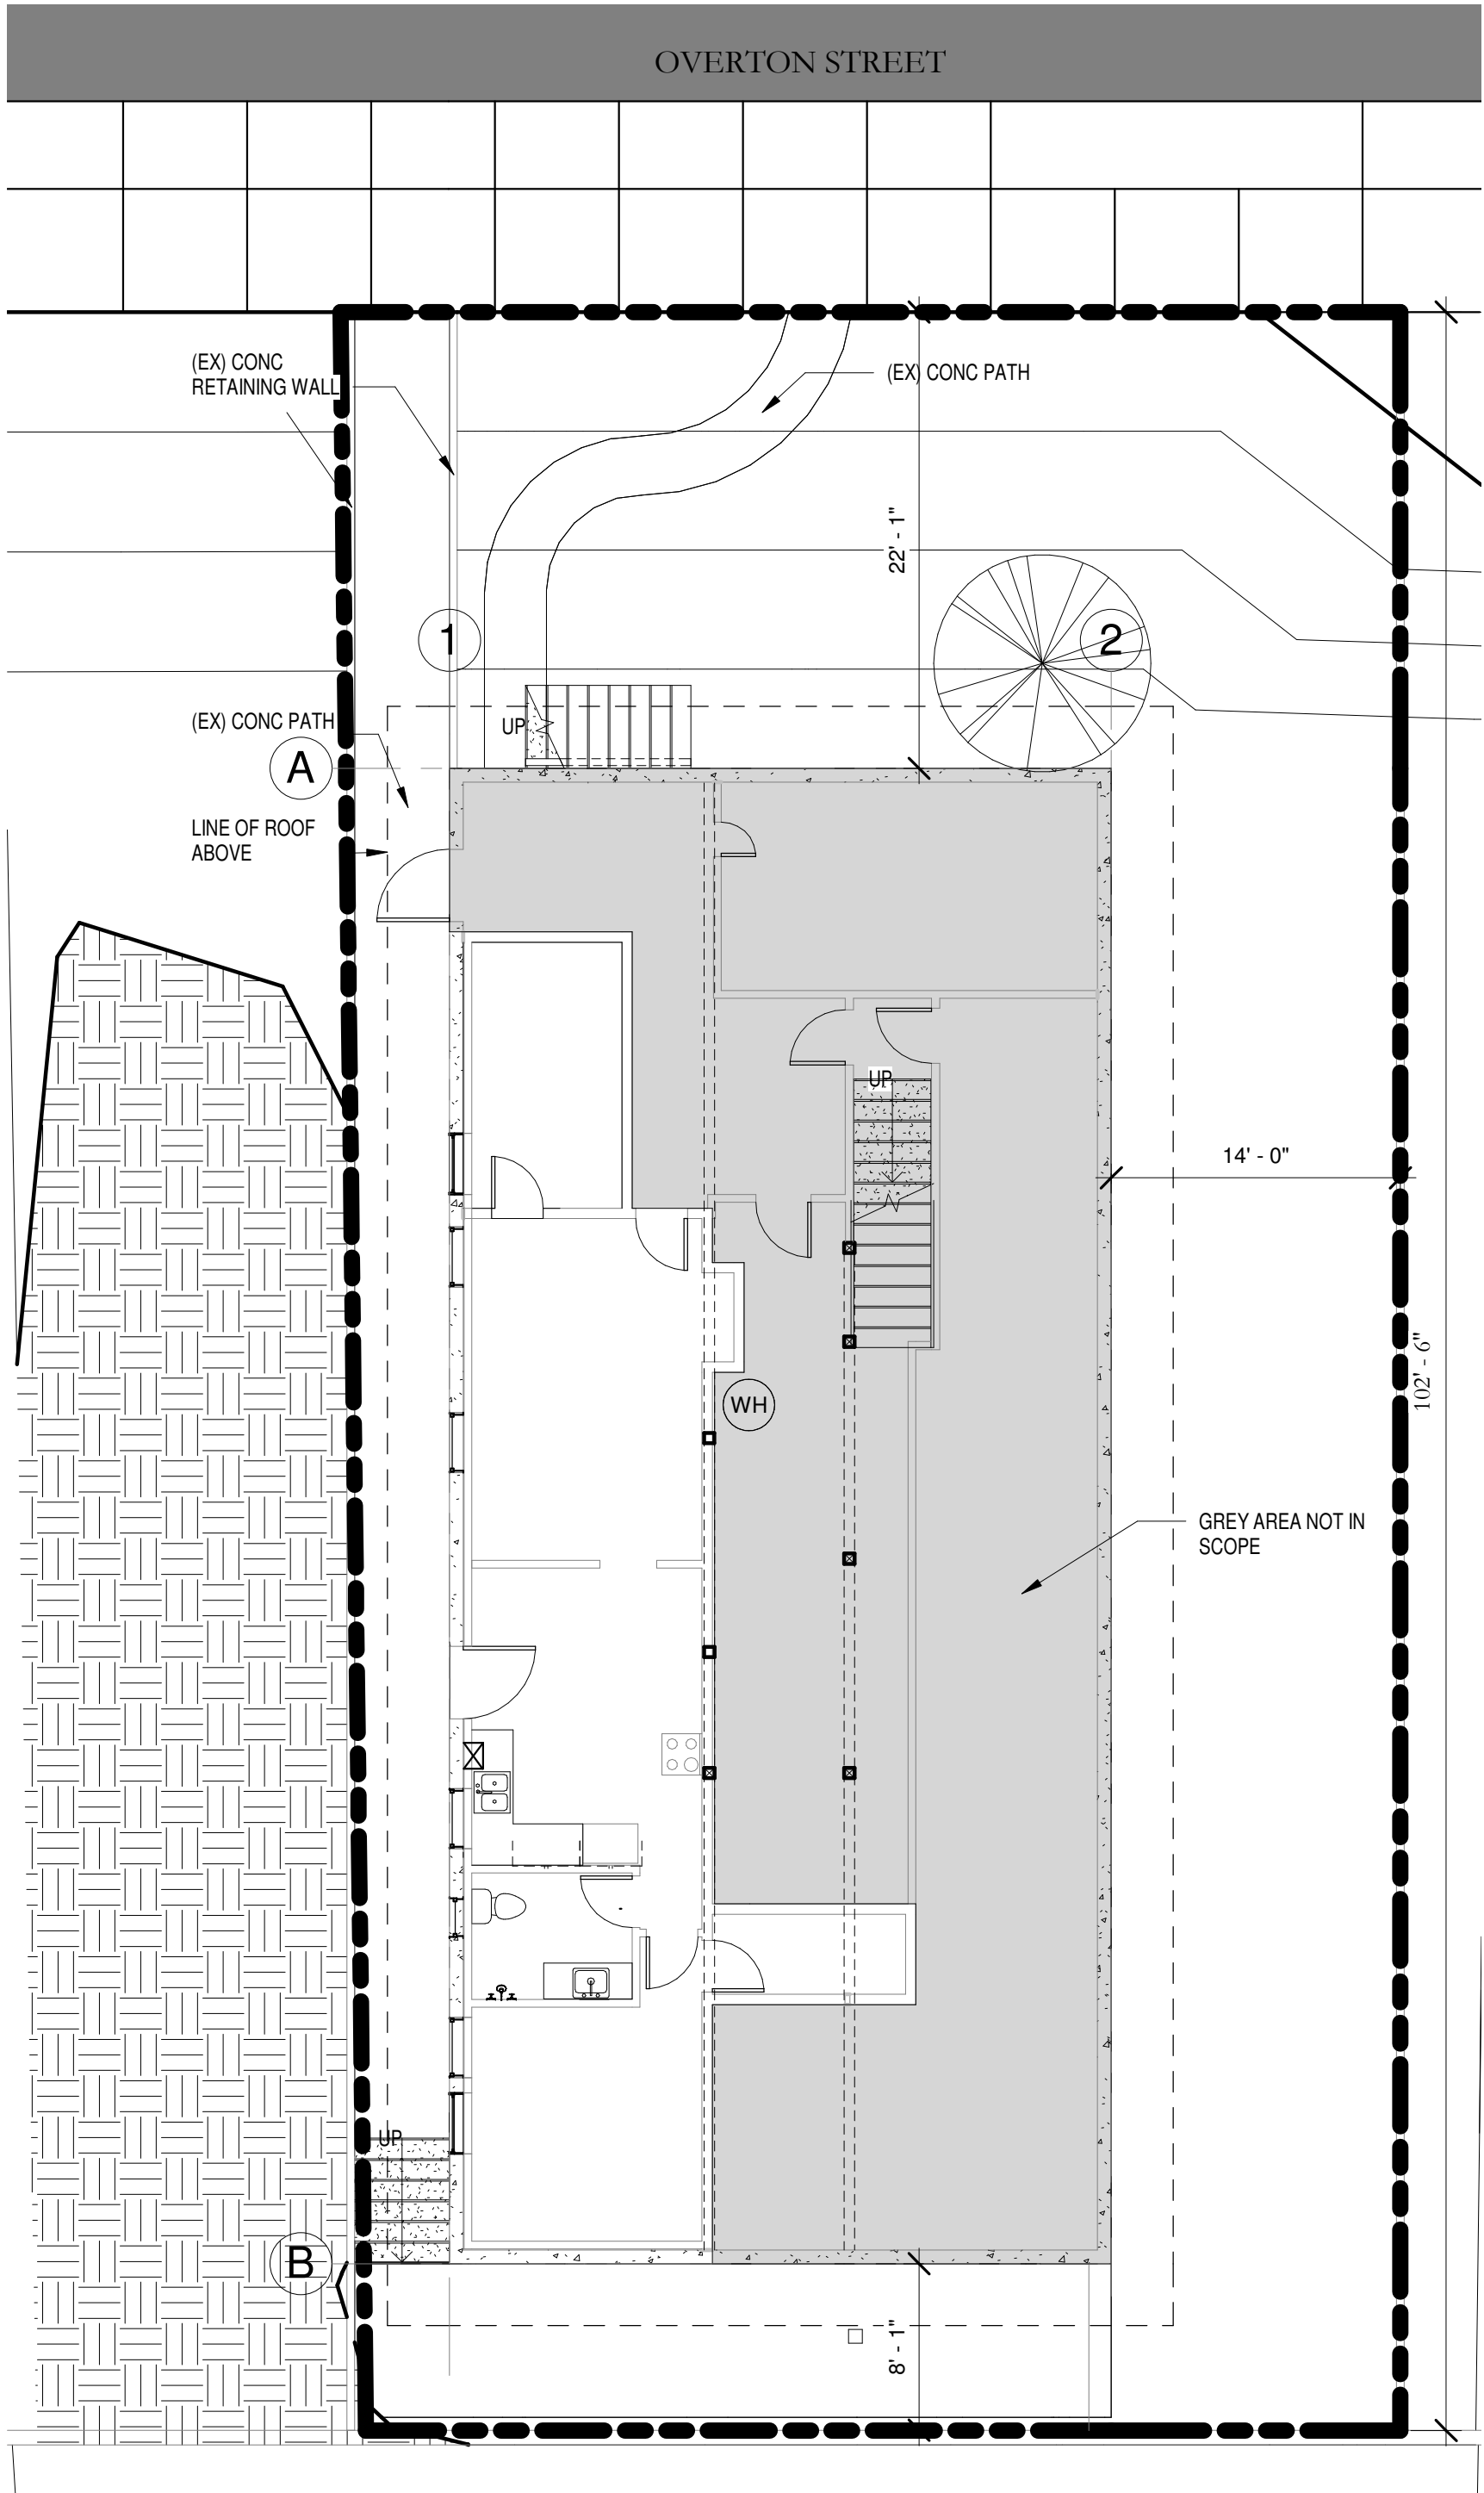 OVERTON STREET
(EX) CONC
RETAINING WALL
(EX) CONC PATH
22' - 1"
1
2
(EX) CONC PATH
UP
A
LINE OF ROOF
ABOVE
UP
14' - 0"
102' - 6"
WH
GREY AREA NOT IN
SCOPE
UP
B
8' - 1"